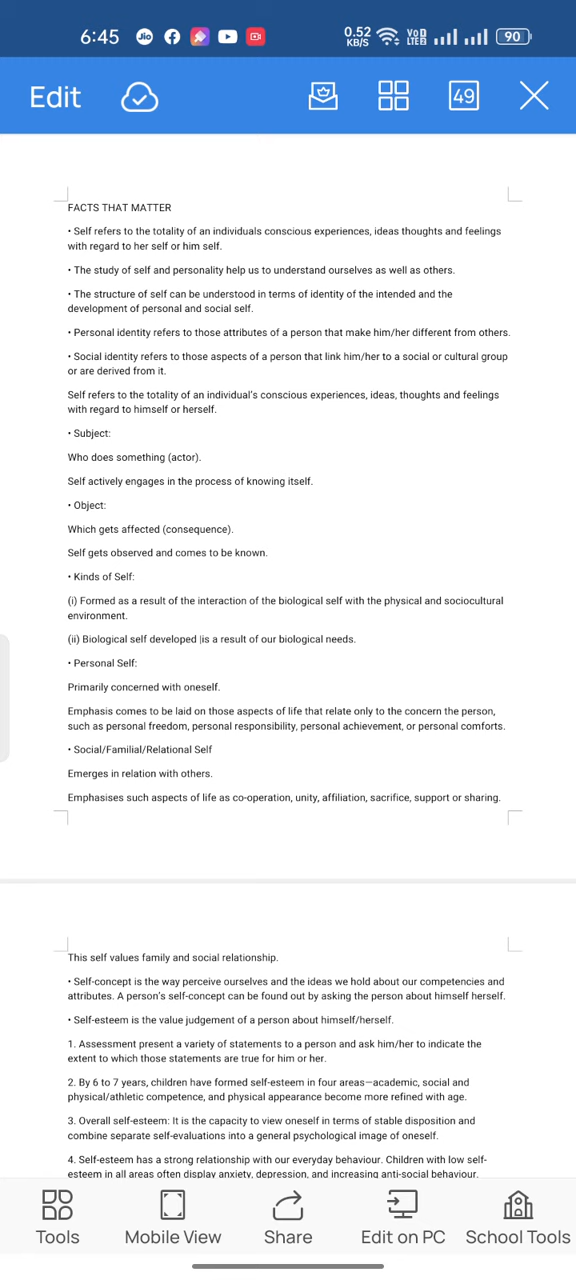 6:45 Jio 0.52 KB/S VoD LTE 90
Edit 49
FACTS THAT MATTER
• Self refers to the totality of an individuals conscious experiences, ideas thoughts and feelings
with regard to her self or him self.
• The study of self and personality help us to understand ourselves as well as others.
• The structure of self can be understood in terms of identity of the intended and the
development of personal and social self.
• Personal identity refers to those attributes of a person that make him/her different from others.
• Social identity refers to those aspects of a person that link him/her to a social or cultural group
or are derived from it.
Self refers to the totality of an individual's conscious experiences, ideas, thoughts and feelings
with regard to himself or herself.
• Subject:
Who does something (actor).
Self actively engages in the process of knowing itself.
• Object:
Which gets affected (consequence).
Self gets observed and comes to be known.
• Kinds of Self:
(i) Formed as a result of the interaction of the biological self with the physical and sociocultural
environment.
(ii) Biological self developed |is a result of our biological needs.
• Personal Self:
Primarily concerned with oneself.
Emphasis comes to be laid on those aspects of life that relate only to the concern the person,
such as personal freedom, personal responsibility, personal achievement, or personal comforts.
• Social/Familial/Relational Self
Emerges in relation with others.
Emphasises such aspects of life as co-operation, unity, affiliation, sacrifice, support or sharing.
This self values family and social relationship.
• Self-concept is the way perceive ourselves and the ideas we hold about our competencies and
attributes. A person's self-concept can be found out by asking the person about himself herself.
• Self-esteem is the value judgement of a person about himself/herself.
1. Assessment present a variety of statements to a person and ask him/her to indicate the
extent to which those statements are true for him or her.
2. By 6 to 7 years, children have formed self-esteem in four areas—academic, social and
physical/athletic competence, and physical appearance become more refined with age.
3. Overall self-esteem: It is the capacity to view oneself in terms of stable disposition and
combine separate self-evaluations into a general psychological image of oneself.
4. Self-esteem has a strong relationship with our everyday behaviour. Children with low self-
esteem in all areas often display anxiety, depression, and increasing anti-social behaviour.
Tools Mobile View Share Edit on PC School Tools